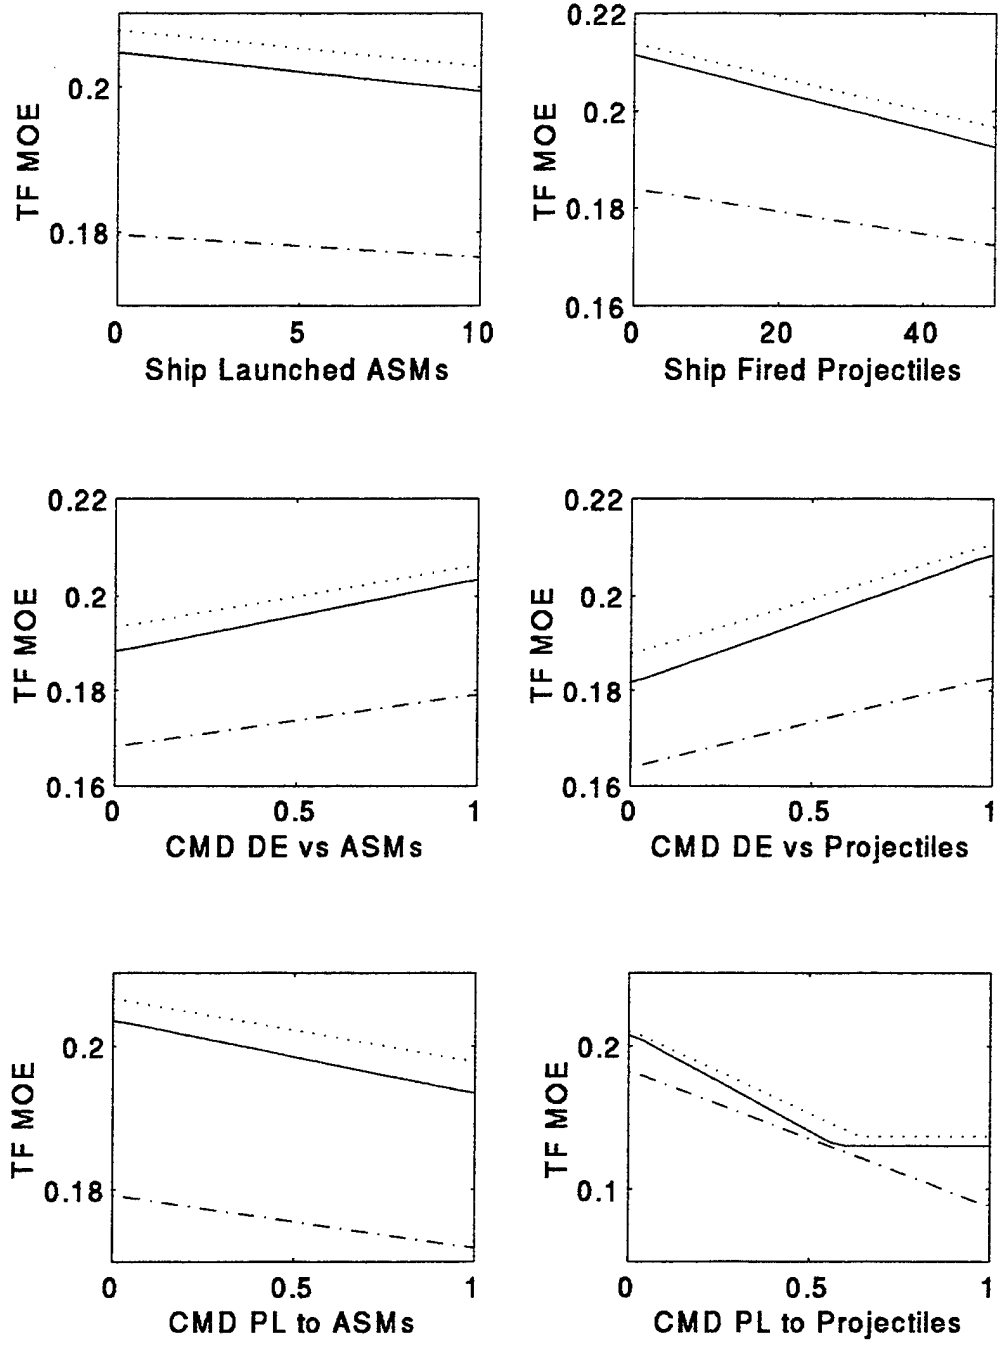 0.2
0.18
TF MOE
0 5 10
Ship Launched ASMs
0.22
0.2
0.18
0.16
TF MOE
0 20 40
Ship Fired Projectiles
0.22
0.2
0.18
0.16
TF MOE
0 0.5 1
CMD DE vs ASMs
0.22
0.2
0.18
0.16
TF MOE
0 0.5 1
CMD DE vs Projectiles
0.2
0.18
TF MOE
0 0.5 1
CMD PL to ASMs
0.2
0.1
TF MOE
0 0.5 1
CMD PL to Projectiles